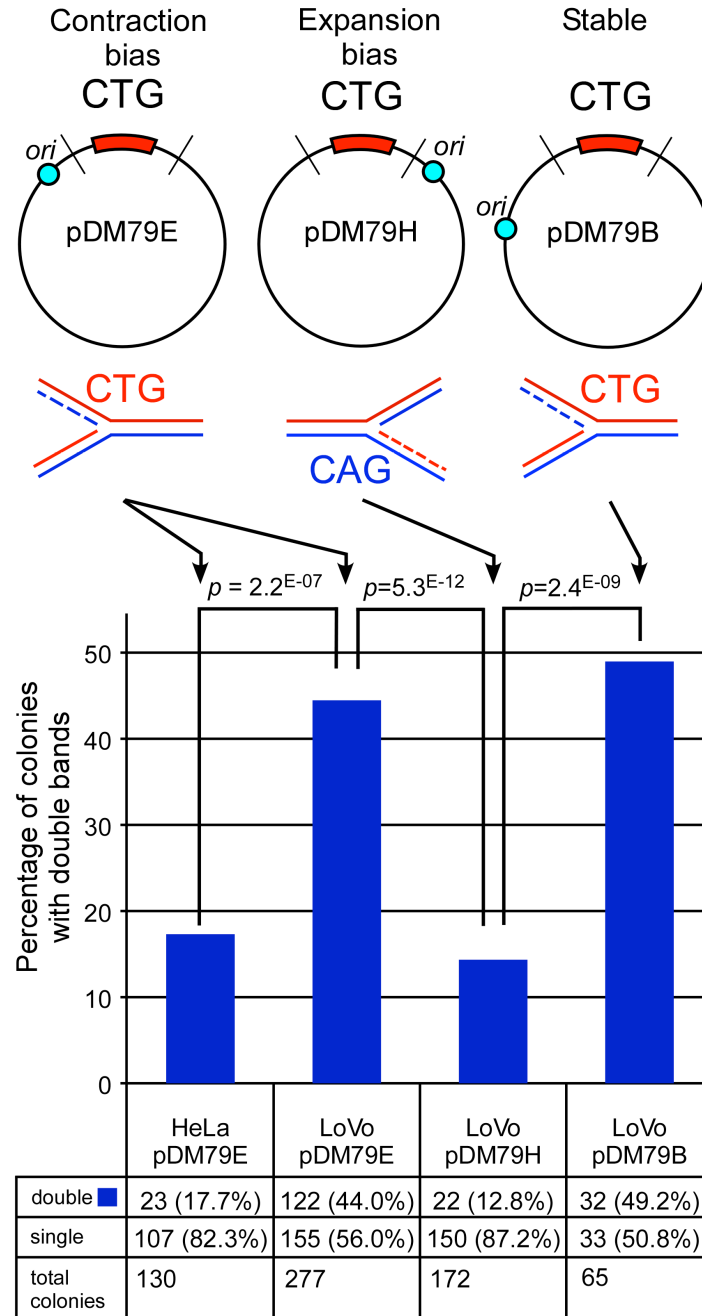 Contraction bias
Expansion bias
Stable
CTG
CTG
CTG
ori
ori
ori
pDM79E
pDM79H
pDM79B
CTG
CAG
CTG
p = 2.2E-07
p=5.3E-12
p=2.4E-09
Percentage of colonies
with double bands
50
40
30
20
10
0
HeLa pDM79E
LoVo pDM79E
LoVo pDM79H
LoVo pDM79B
double 23 (17.7%) 122 (44.0%) 22 (12.8%) 32 (49.2%)
single 107 (82.3%) 155 (56.0%) 150 (87.2%) 33 (50.8%)
total colonies 130 277 172 65